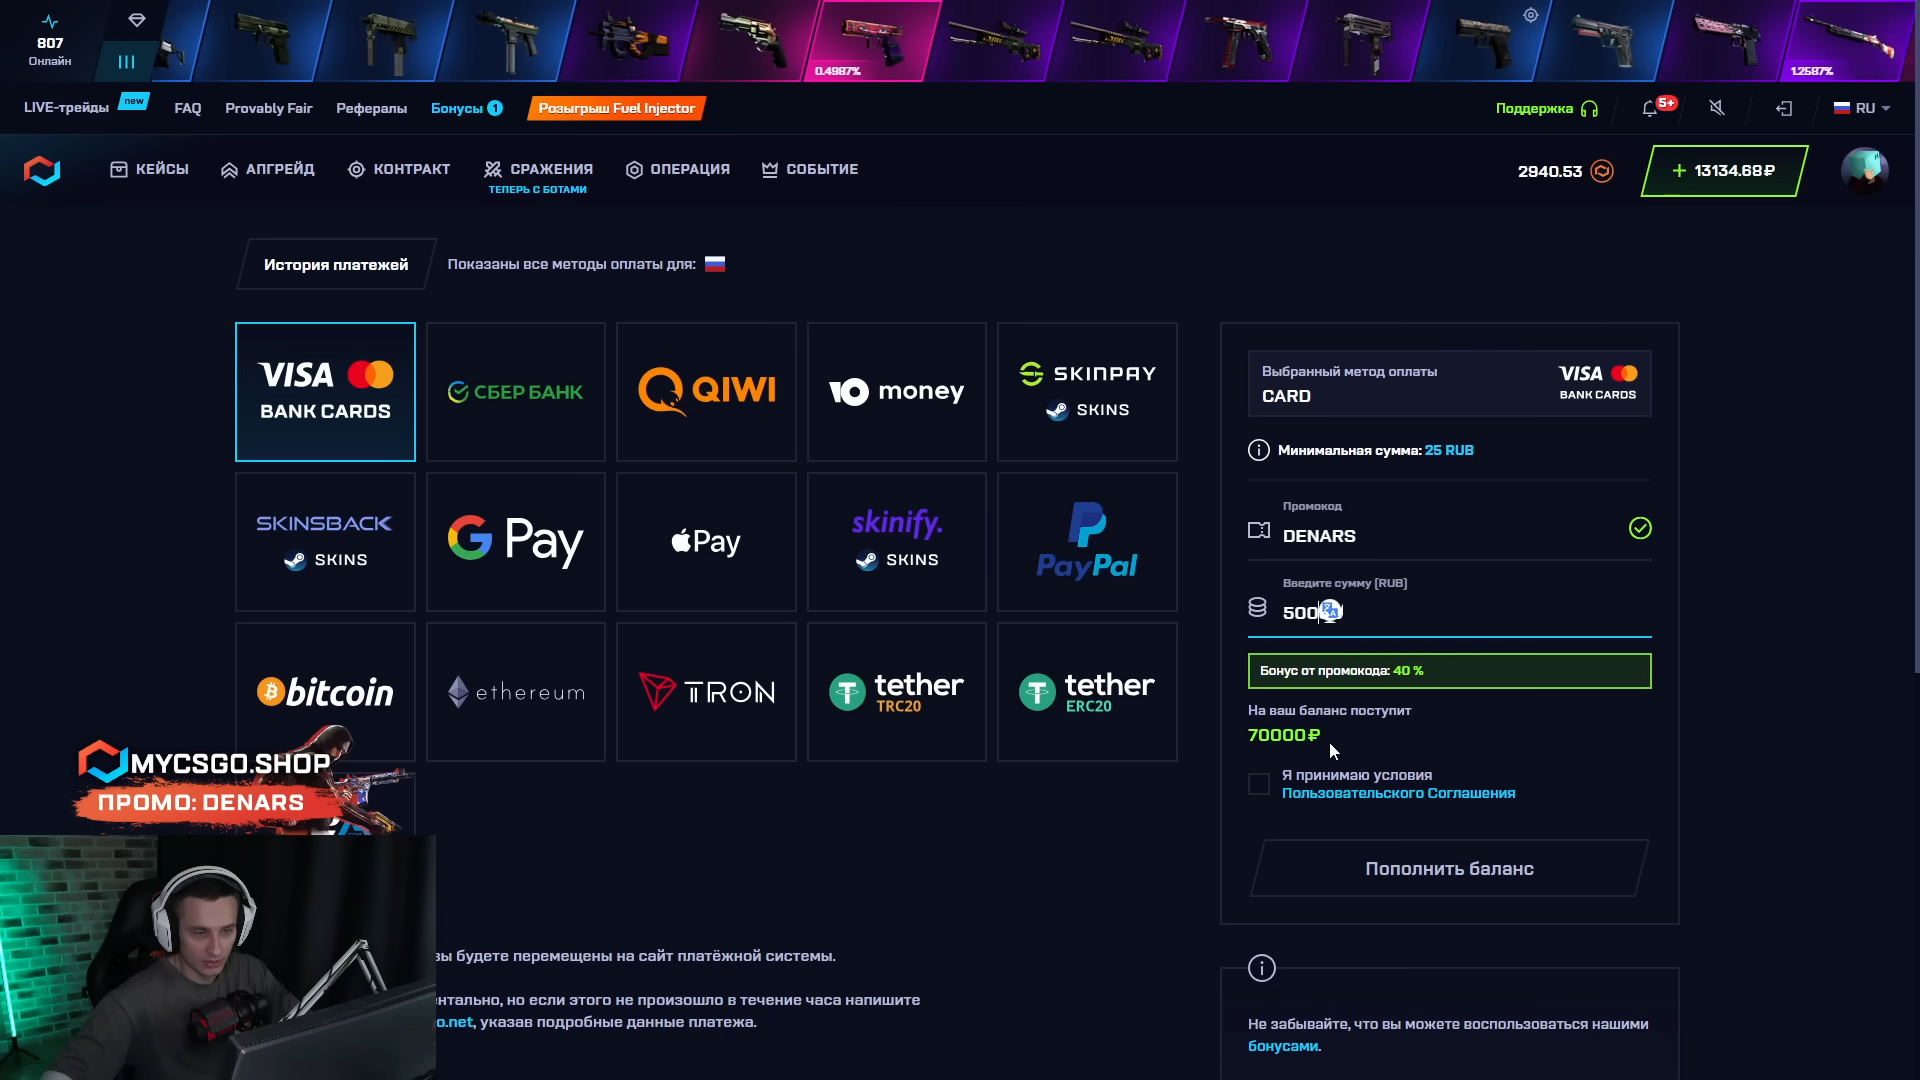 807
Онлайн
0.4987%
1.2587%
LIVE-трейды
new
FAQ
Provably Fair
Рефералы
Бонусы 1
Розыгрыш Fuel Injector
Поддержка
5+
RU
КЕЙСЫ
АПГРЕЙД
КОНТРАКТ
СРАЖЕНИЯ
ТЕПЕРЬ С БОТАМИ
ОПЕРАЦИЯ
СОБЫТИЕ
2940.53
+ 13134.68₽
История платежей
Показаны все методы оплаты для:
VISA
BANK CARDS
СБЕР БАНК
QIWI
Ю money
SKINPAY
SKINS
SKINSBACK
SKINS
G Pay
Pay
skinify.
SKINS
PayPal
bitcoin
ethereum
TRON
tether
TRC20
tether
ERC20
MYCSGO.SHOP
ПРОМО: DENARS
Выбранный метод оплаты
CARD
VISA
BANK CARDS
Минимальная сумма: 25 RUB
Промокод
DENARS
Введите сумму (RUB)
500
Бонус от промокода: 40 %
На ваш баланс поступит
70000₽
Я принимаю условия
Пользовательского Соглашения
Пополнить баланс
вы будете перемещены на сайт платёжной системы.
ентально, но если этого не произошло в течение часа напишите
o.net, указав подробные данные платежа.
Не забывайте, что вы можете воспользоваться нашими
бонусами.